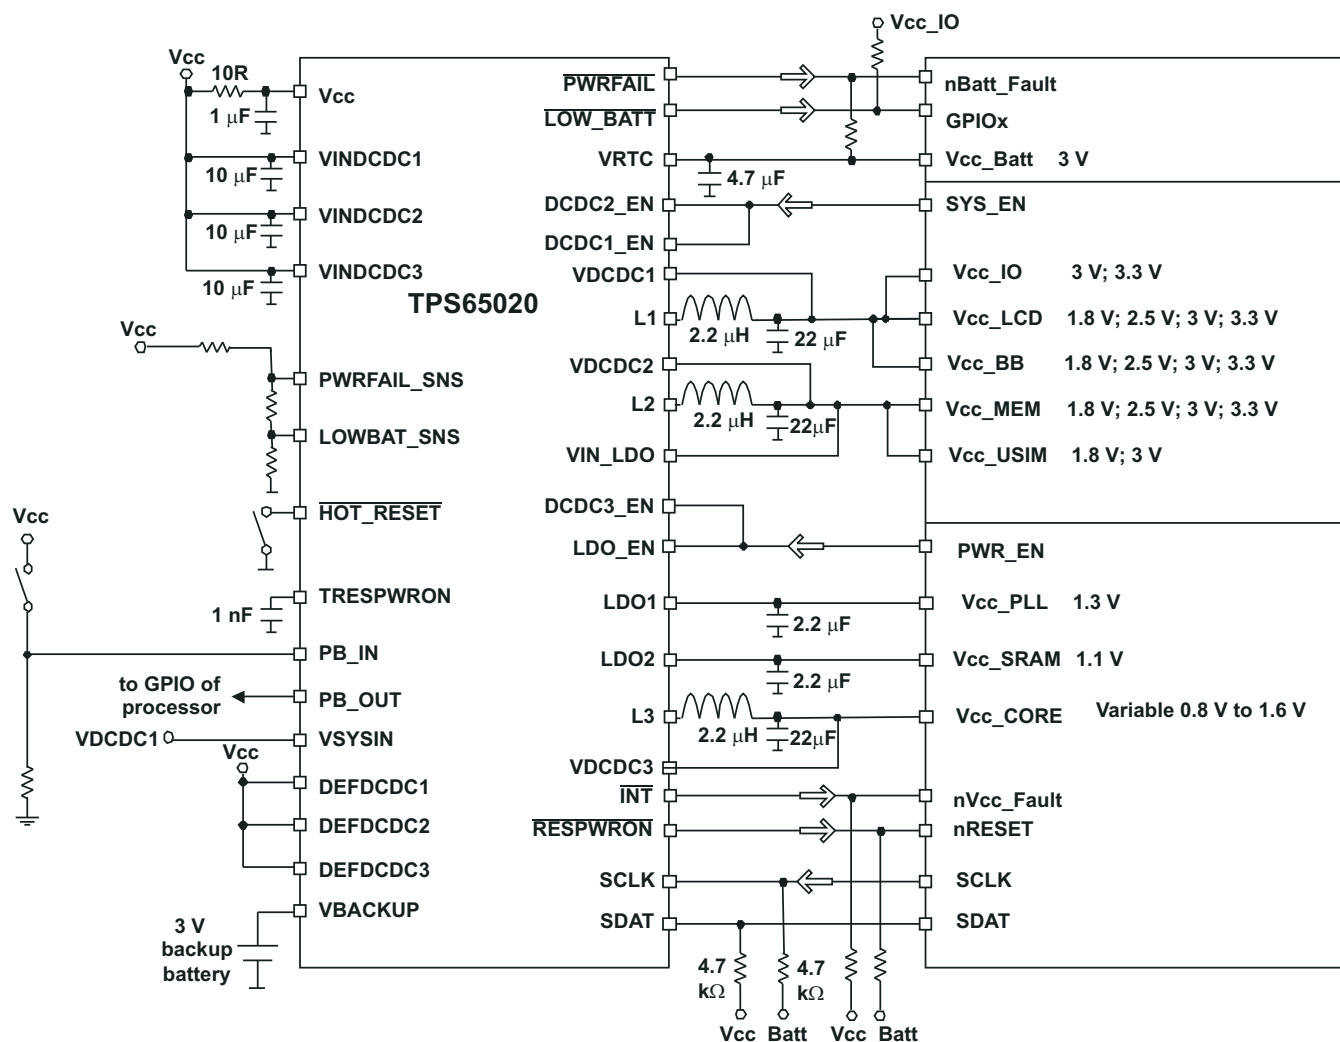 Vcc_IO
Vcc
10R
Vcc
1 μF
VINDCDC1
10 μF
VINDCDC2
10 μF
VINDCDC3
10 μF
TPS65020
Vcc
PWRFAIL_SNS
LOWBAT_SNS
HOT_RESET
Vcc
TRESPWRON
1 nF
PB_IN
to GPIO of
processor
PB_OUT
VDCDC1
VSYSIN
Vcc
DEFDCDC1
DEFDCDC2
DEFDCDC3
VBACKUP
3 V
backup
battery
PWRFAIL
LOW_BATT
VRTC
4.7 μF
DCDC2_EN
DCDC1_EN
VDCDC1
L1
2.2 μH
22 μF
VDCDC2
L2
2.2 μH
22μF
VIN_LDO
DCDC3_EN
LDO_EN
LDO1
2.2 μF
LDO2
2.2 μF
L3
2.2 μH
22μF
VDCDC3
INT
RESPWRON
SCLK
SDAT
4.7
kΩ
4.7
kΩ
Vcc Batt Vcc Batt
nBatt_Fault
GPIOx
Vcc_Batt 3 V
SYS_EN
Vcc_IO 3 V; 3.3 V
Vcc_LCD 1.8 V; 2.5 V; 3 V; 3.3 V
Vcc_BB 1.8 V; 2.5 V; 3 V; 3.3 V
Vcc_MEM 1.8 V; 2.5 V; 3 V; 3.3 V
Vcc_USIM 1.8 V; 3 V
PWR_EN
Vcc_PLL 1.3 V
Vcc_SRAM 1.1 V
Vcc_CORE Variable 0.8 V to 1.6 V
nVcc_Fault
nRESET
SCLK
SDAT